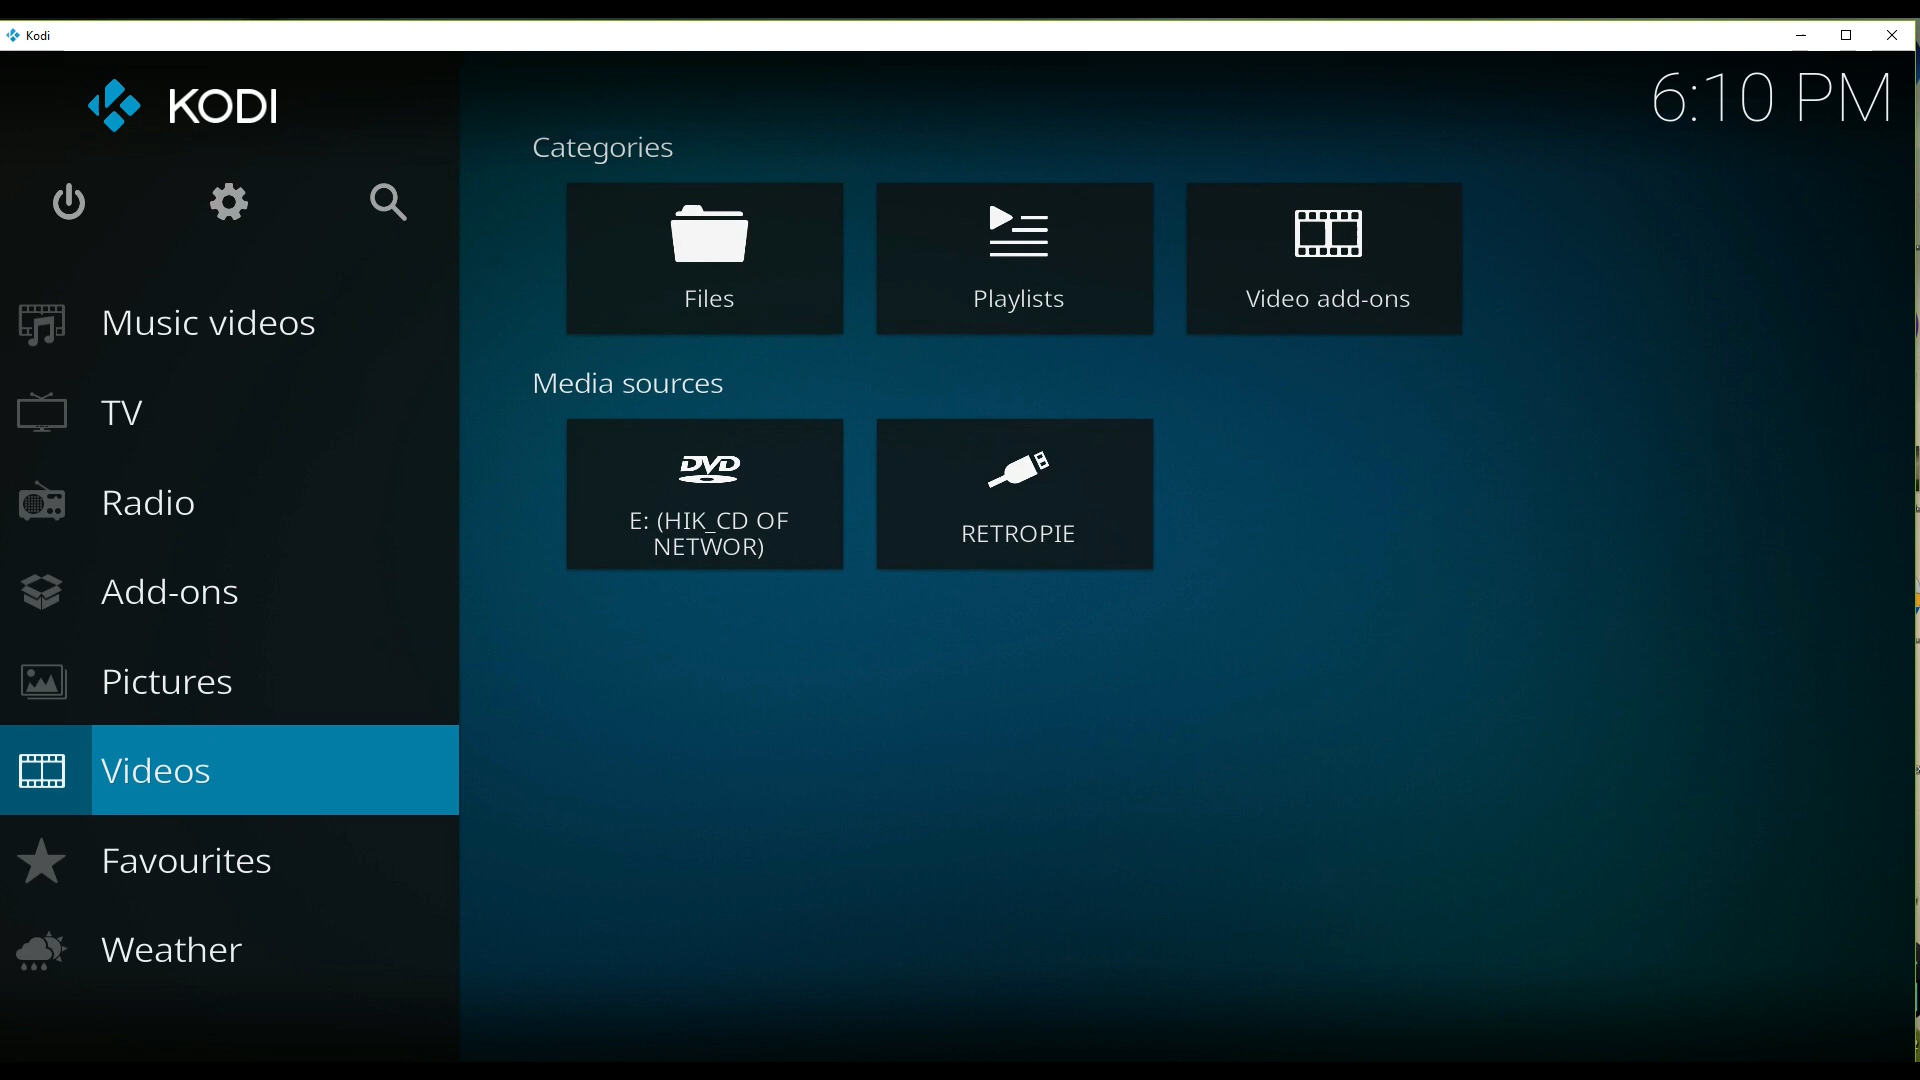 Kodi
KODI
6:10 PM
Categories
Files
Playlists
Video add-ons
Media sources
E: (HIK_CD OF
NETWOR)
RETROPIE
Music videos
TV
Radio
Add-ons
Pictures
Videos
Favourites
Weather